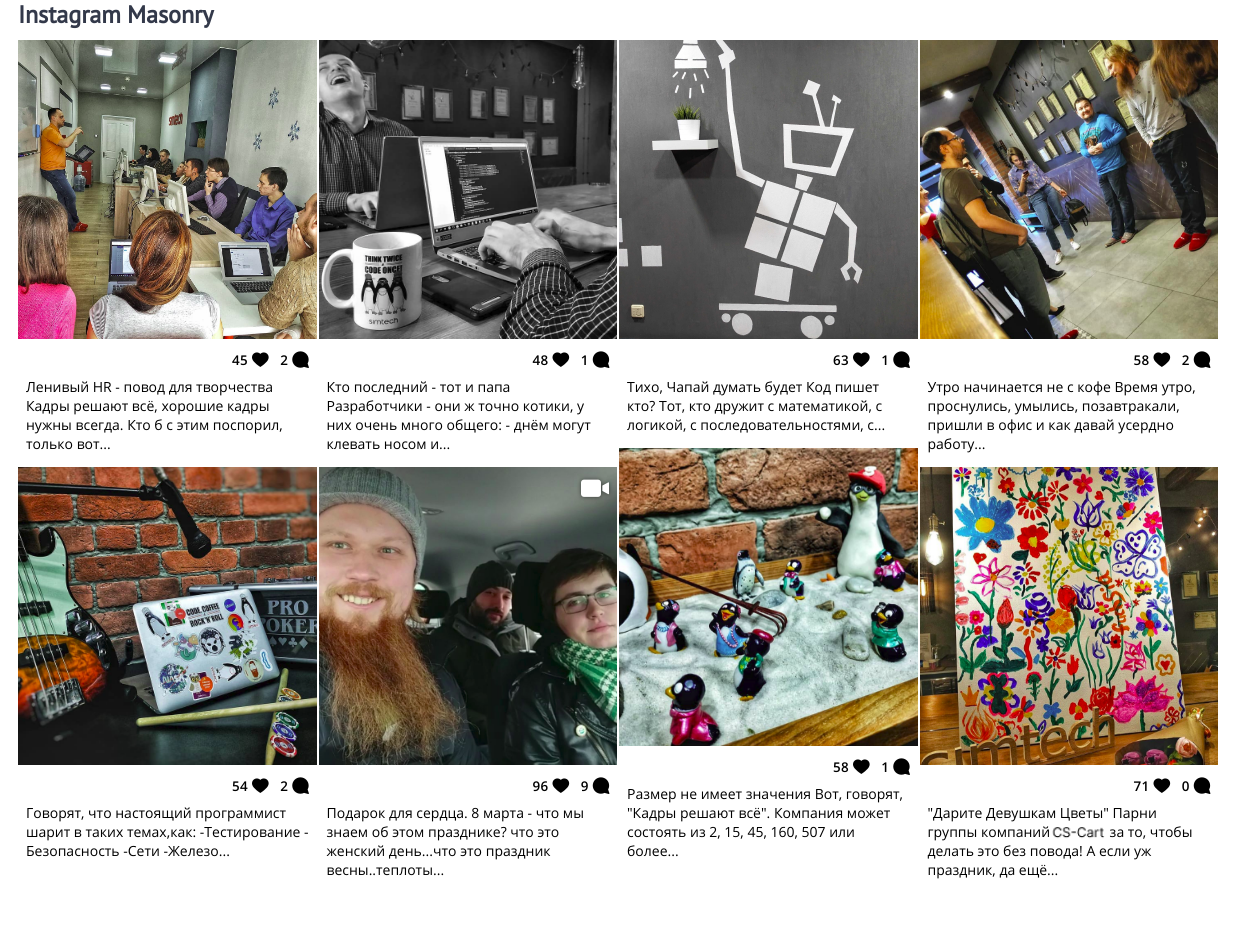 Instagram Masonry
simtech
THINK TWICE
CODE ONCE!
simtech
45 2
Ленивый HR - повод для творчества
Кадры решают всё, хорошие кадры
нужны всегда. Кто б с этим поспорил,
только вот...
48 1
Кто последний - тот и папа
Разработчики - они ж точно котики, у
них очень много общего: - днём могут
клевать носом и...
63 1
Тихо, Чапай думать будет Код пишет
кто? Тот, кто дружит с математикой, с
логикой, с последовательностями, с...
58 2
Утро начинается не с кофе Время утро,
проснулись, умылись, позавтракали,
пришли в офис и как давай усердно
работу...
COOL COFFEE
ROCK'N'ROLL
NASA
PRO
POKER
simtech
54 2
Говорят, что настоящий программист
шарит в таких темах,как: -Тестирование -
Безопасность -Сети -Железо...
96 9
Подарок для сердца. 8 марта - что мы
знаем об этом празднике? что это
женский день...что это праздник
весны..теплоты...
58 1
Размер не имеет значения Вот, говорят,
"Кадры решают всё". Компания может
состоять из 2, 15, 45, 160, 507 или
более...
71 0
"Дарите Девушкам Цветы" Парни
группы компаний CS-Cart за то, чтобы
делать это без повода! А если уж
праздник, да ещё...